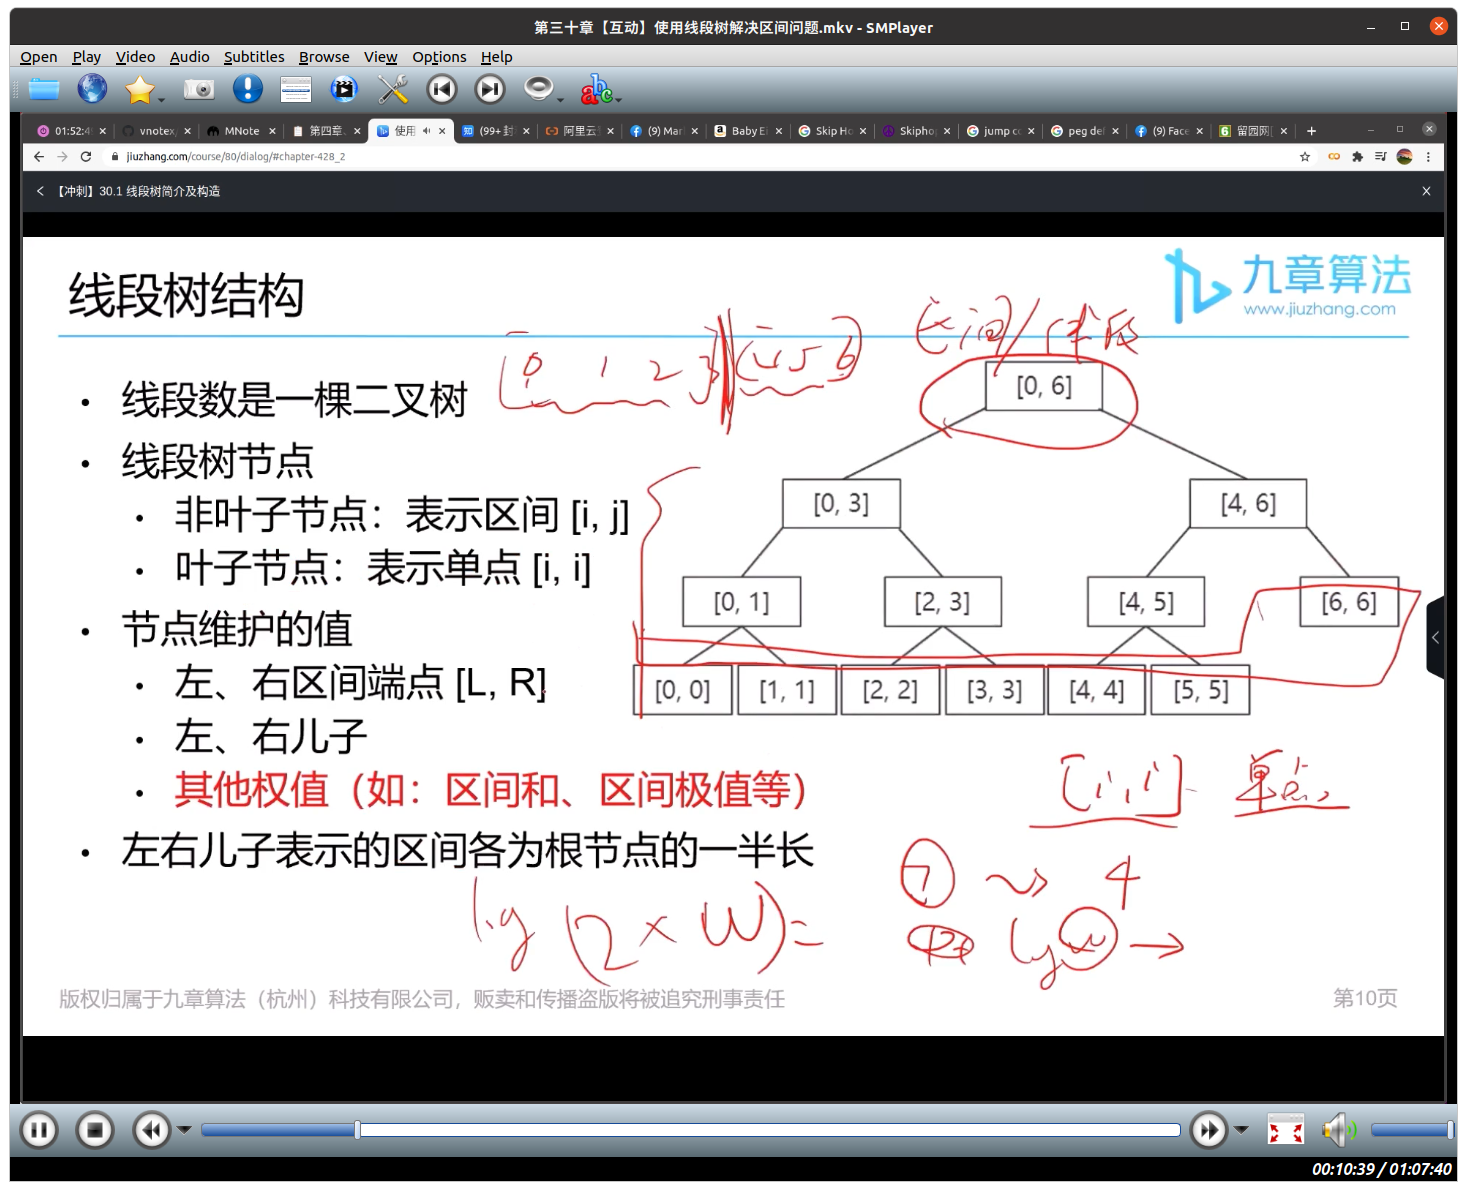 第三十章【互动】使用线段树解决区间问题.mkv - SMPlayer
Open Play Video Audio Subtitles Browse View Options Help
abc
01:52:4 vnotex/ MNote 第四章. 使用 (99+ 封 阿里云 (9) Mar Baby E Skip Ho Skipho jump c peg del (9) Face 留园网
jiuzhang.com/course/80/dialog/#chapter-428_2
【冲刺】30.1 线段树简介及构造
线段树结构
九章算法
www.jiuzhang.com
区间/线段
[0 1 2 3] [4 5 6]
• 线段数是一棵二叉树
• 线段树节点
• 非叶子节点：表示区间 [i, j]
• 叶子节点：表示单点 [i, i]
• 节点维护的值
• 左、右区间端点 [L, R]
• 左、右儿子
• 其他权值（如：区间和、区间极值等）
• 左右儿子表示的区间各为根节点的一半长
[0, 6]
[0, 3] [4, 6]
[0, 1] [2, 3] [4, 5] [6, 6]
[0, 0] [1, 1] [2, 2] [3, 3] [4, 4] [5, 5]
[i, i] 单点
7 4
log (2 × W) =
版权归属于九章算法（杭州）科技有限公司，贩卖和传播盗版将被追究刑事责任
第10页
00:10:39 / 01:07:40